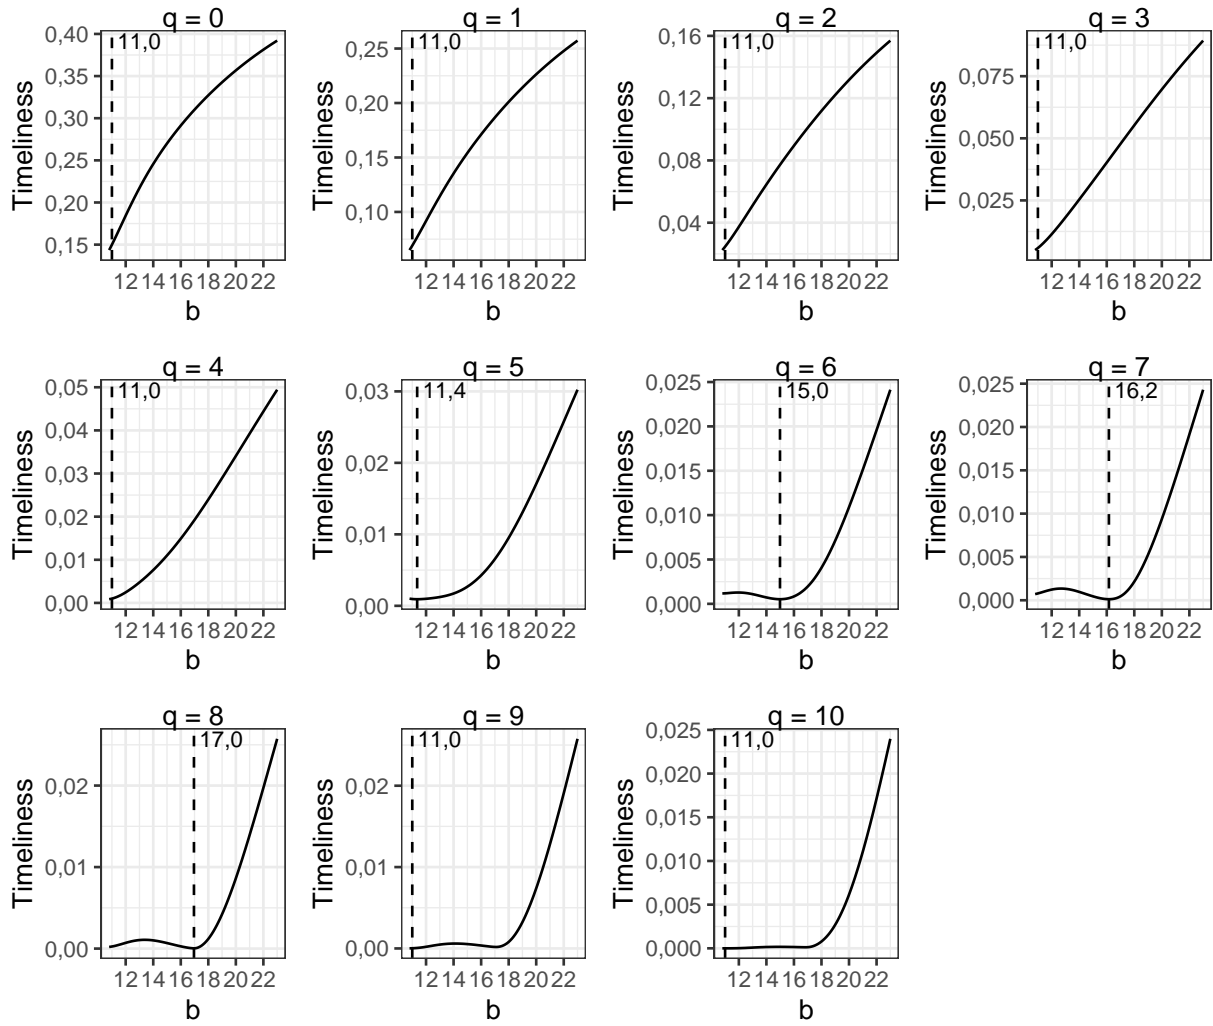 q = 0
11,0
0,40
0,35
0,30
0,25
0,20
0,15
Timeliness
12 14 16 18 20 22
b
q = 1
11,0
0,25
0,20
0,15
0,10
Timeliness
12 14 16 18 20 22
b
q = 2
11,0
0,16
0,12
0,08
0,04
Timeliness
12 14 16 18 20 22
b
q = 3
11,0
0,075
0,050
0,025
Timeliness
12 14 16 18 20 22
b
q = 4
11,0
0,05
0,04
0,03
0,02
0,01
0,00
Timeliness
12 14 16 18 20 22
b
q = 5
11,4
0,03
0,02
0,01
0,00
Timeliness
12 14 16 18 20 22
b
q = 6
15,0
0,025
0,020
0,015
0,010
0,005
0,000
Timeliness
12 14 16 18 20 22
b
q = 7
16,2
0,025
0,020
0,015
0,010
0,005
0,000
Timeliness
12 14 16 18 20 22
b
q = 8
17,0
0,02
0,01
0,00
Timeliness
12 14 16 18 20 22
b
q = 9
11,0
0,02
0,01
0,00
Timeliness
12 14 16 18 20 22
b
q = 10
11,0
0,025
0,020
0,015
0,010
0,005
0,000
Timeliness
12 14 16 18 20 22
b